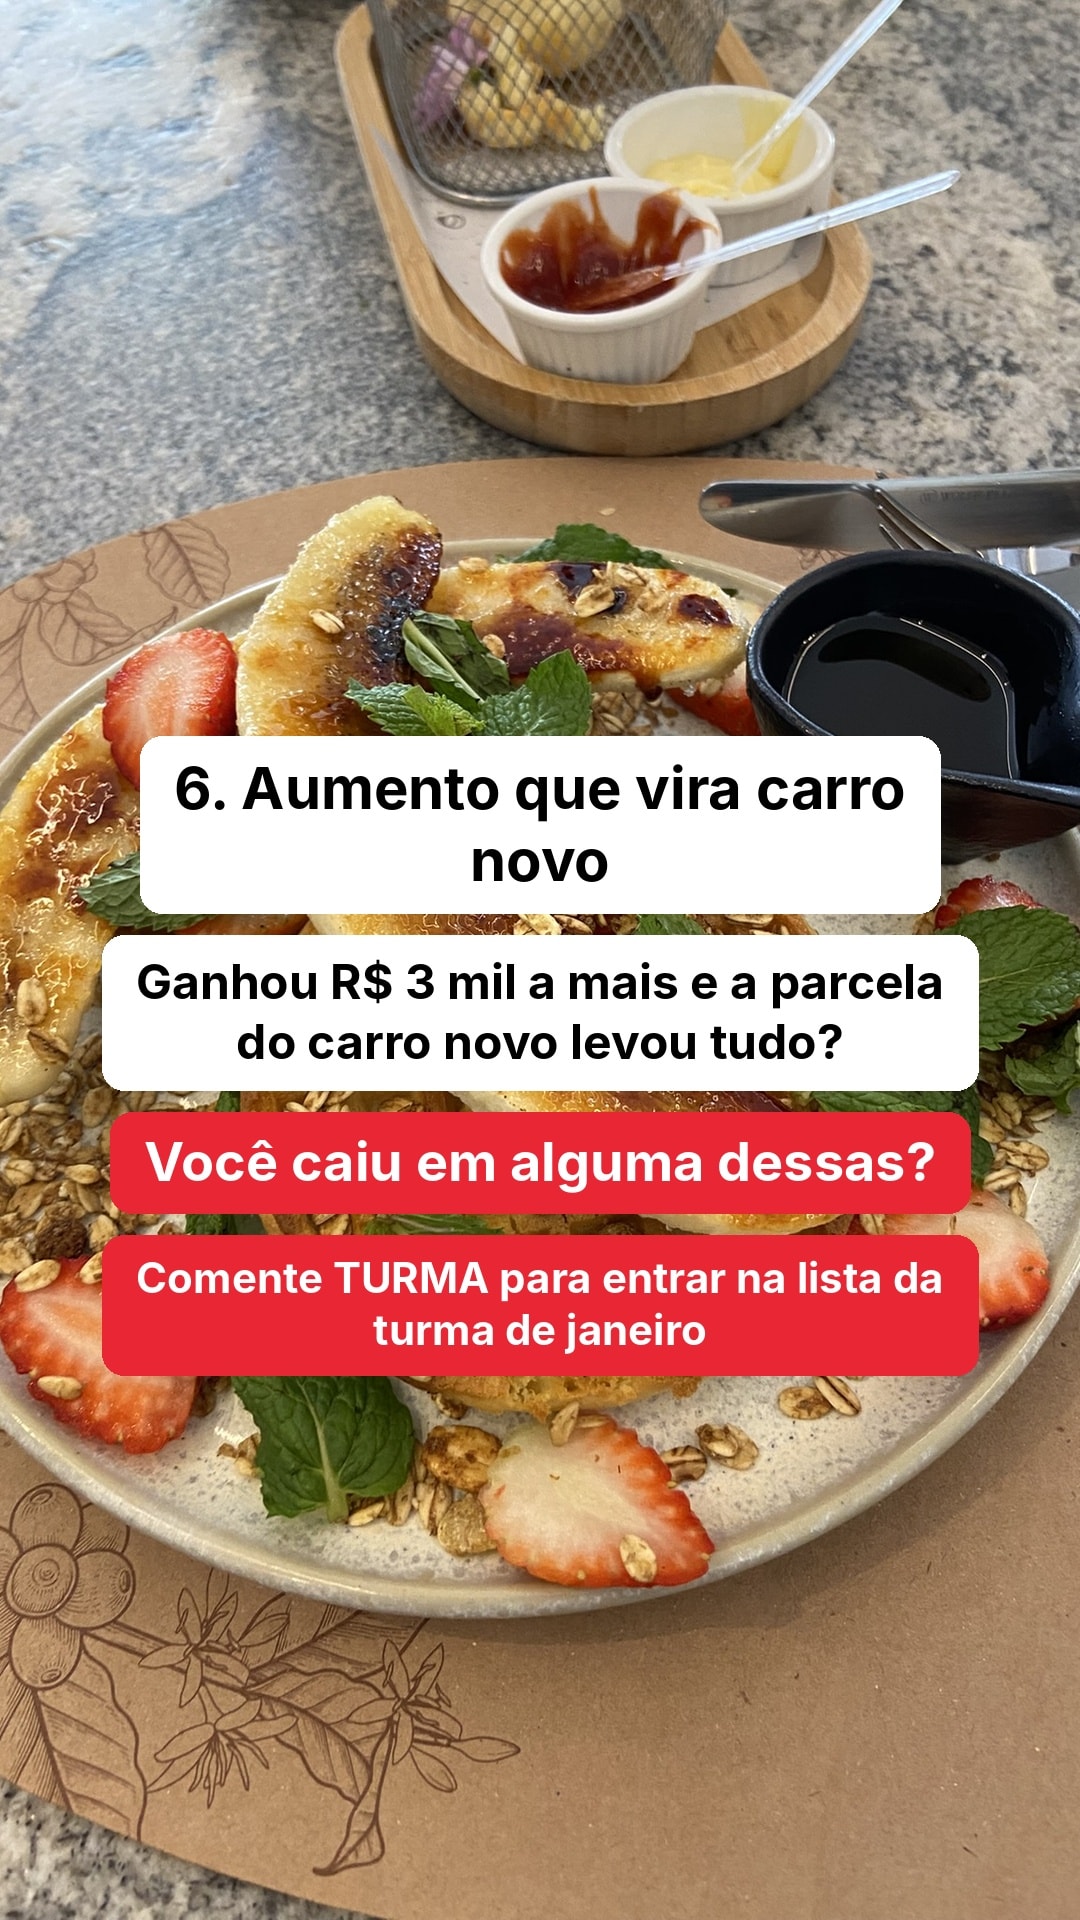 6. Aumento que vira carro
novo
Ganhou R$ 3 mil a mais e a parcela
do carro novo levou tudo?
Você caiu em alguma dessas?
Comente TURMA para entrar na lista da
turma de janeiro